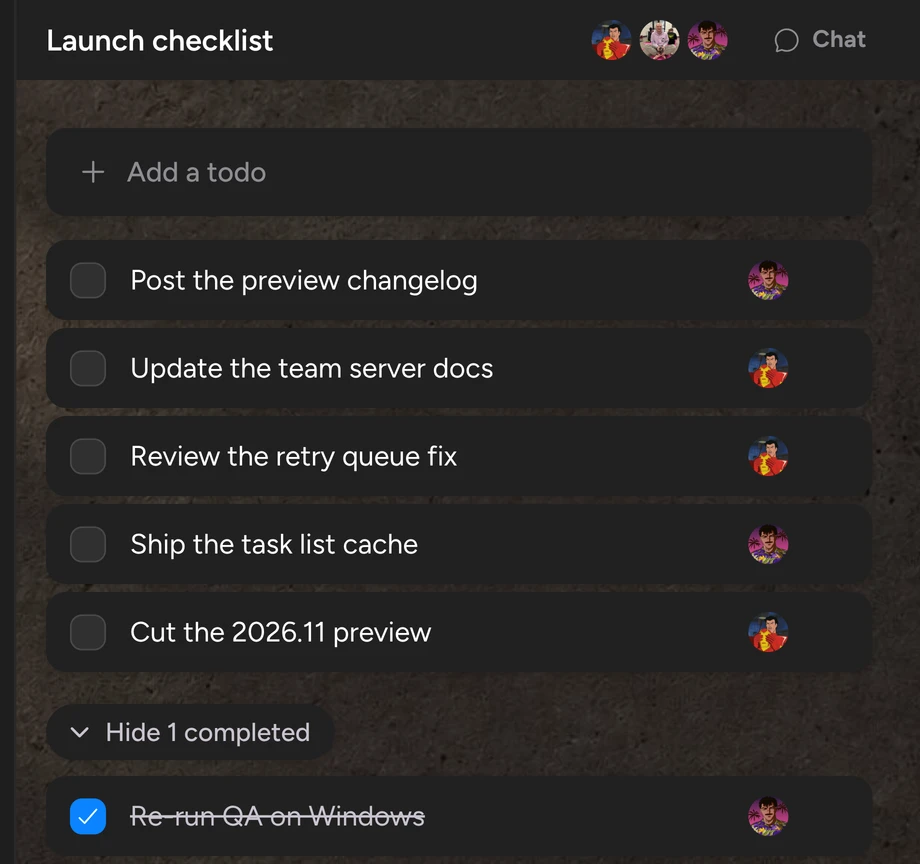 Launch checklist
Chat
Add a todo
Post the preview changelog
Update the team server docs
Review the retry queue fix
Ship the task list cache
Cut the 2026.11 preview
Hide 1 completed
Re-run QA on Windows